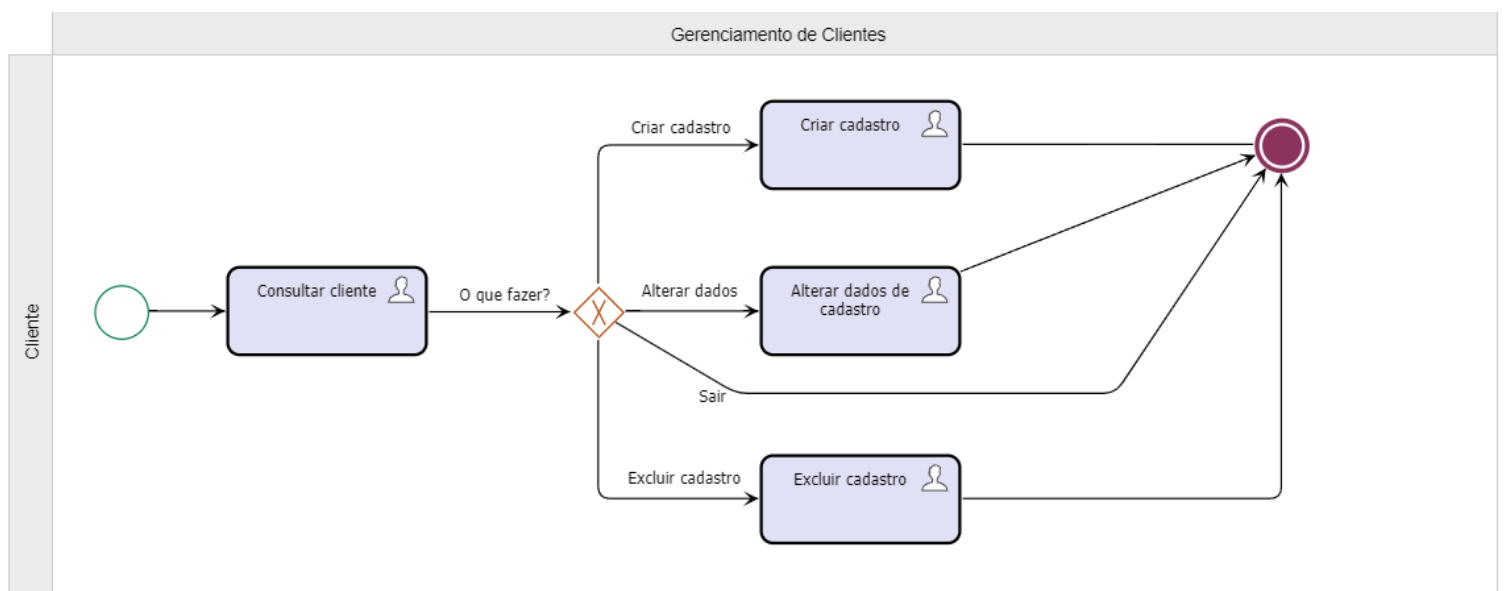 Gerenciamento de Clientes
Cliente
Criar cadastro
Criar cadastro
Consultar cliente
O que fazer?
Alterar dados
Alterar dados de
cadastro
X
Sair
Excluir cadastro
Excluir cadastro